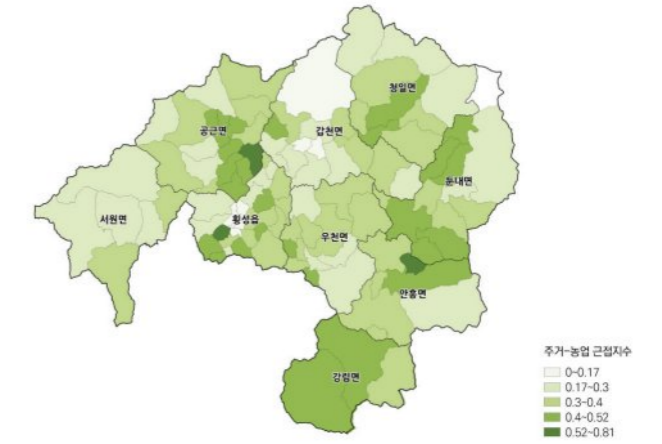 청일면
공근면
갑천면
둔내면
서원면
횡성읍
우천면
안흥면
강림면
주거-농업 근접지수
0-0.17
0.17-0.3
0.3-0.4
0.4-0.52
0.52-0.81